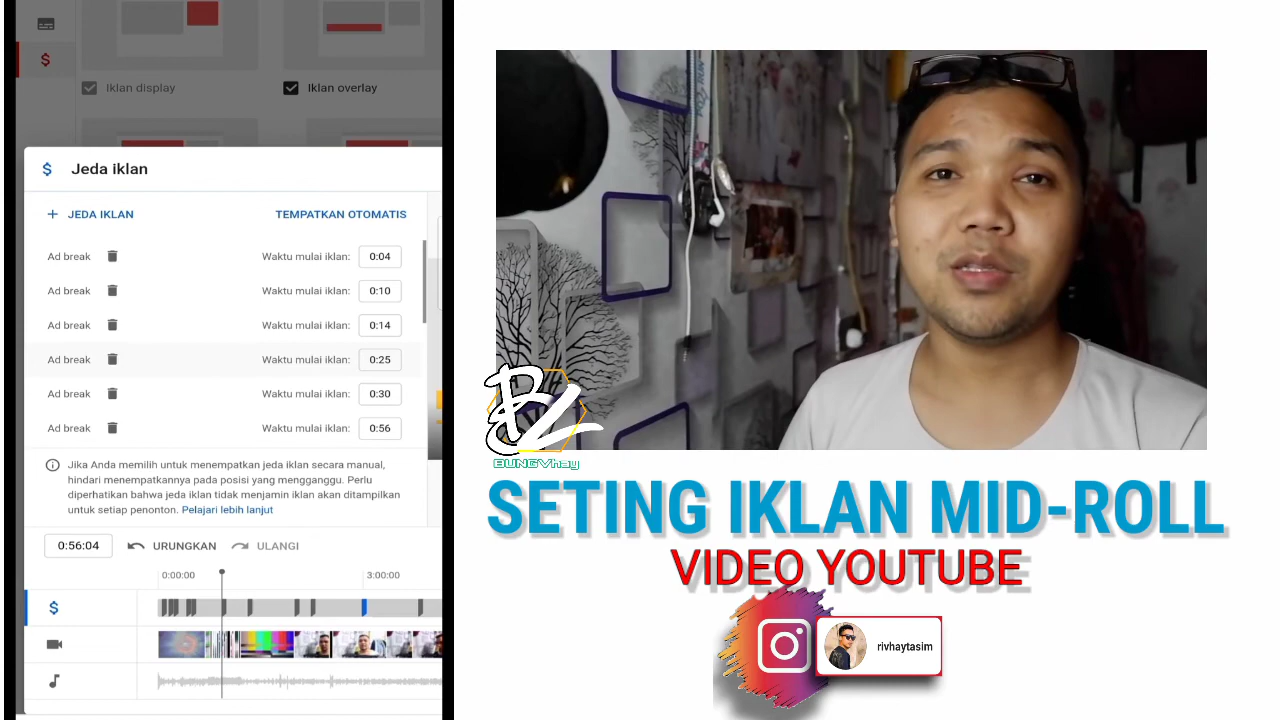 $
Iklan display
Iklan overlay
$ Jeda iklan
+ JEDA IKLAN
TEMPATKAN OTOMATIS
Ad break Waktu mulai iklan: 0:04
Ad break Waktu mulai iklan: 0:10
Ad break Waktu mulai iklan: 0:14
Ad break Waktu mulai iklan: 0:25
Ad break Waktu mulai iklan: 0:30
Ad break Waktu mulai iklan: 0:56
Jika Anda memilih untuk menempatkan jeda iklan secara manual,
hindari menempatkannya pada posisi yang mengganggu. Perlu
diperhatikan bahwa jeda iklan tidak menjamin iklan akan ditampilkan
untuk setiap penonton. Pelajari lebih lanjut
0:56:04 URUNGKAN ULANGI
0:00:00 3:00:00
$
BV
BUNGVhay
SETING IKLAN MID-ROLL
VIDEO YOUTUBE
rivhaytasim